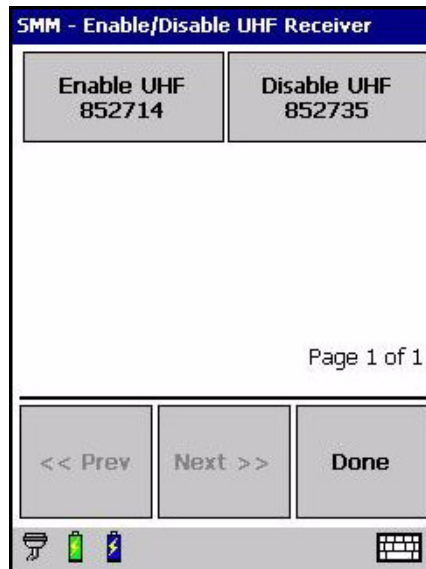 SMM - Enable/Disable UHF Receiver
Enable UHF
852714
Disable UHF
852735
Page 1 of 1
<< Prev
Next >>
Done